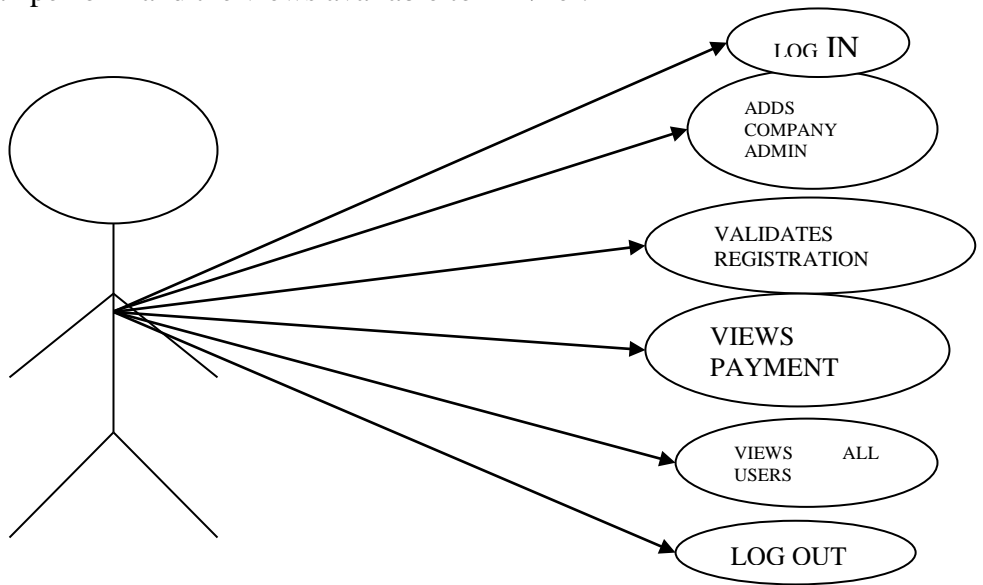 LOG IN
ADDS
COMPANY
ADMIN
VALIDATES
REGISTRATION
VIEWS
PAYMENT
VIEWS ALL
USERS
LOG OUT